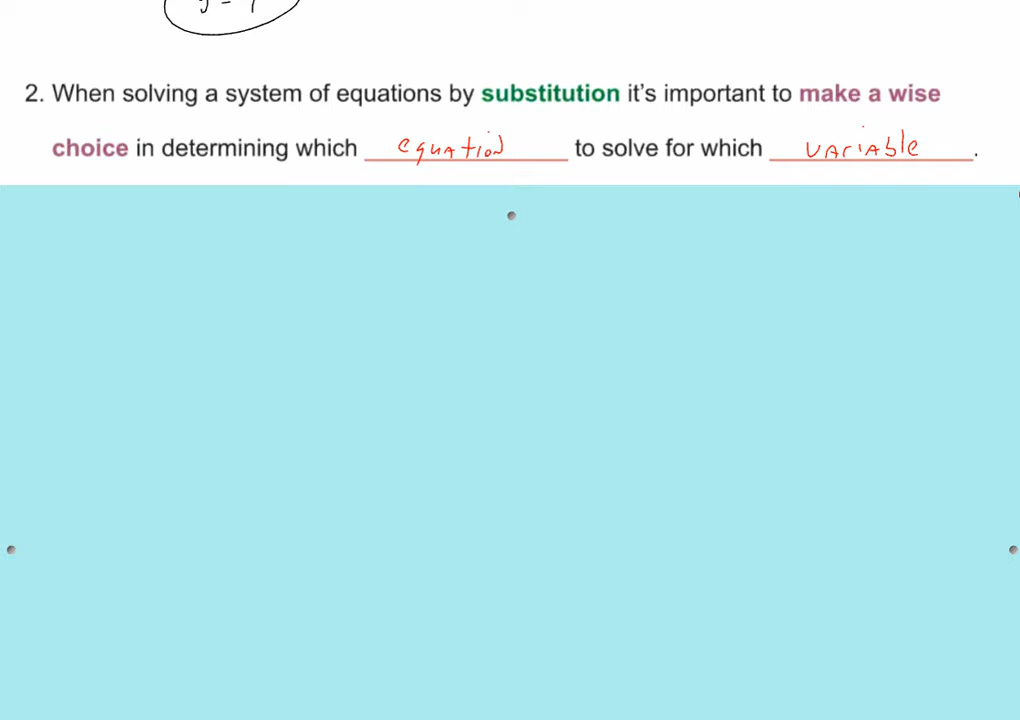 2. When solving a system of equations by substitution it's important to make a wise
choice in determining which equation to solve for which variable.